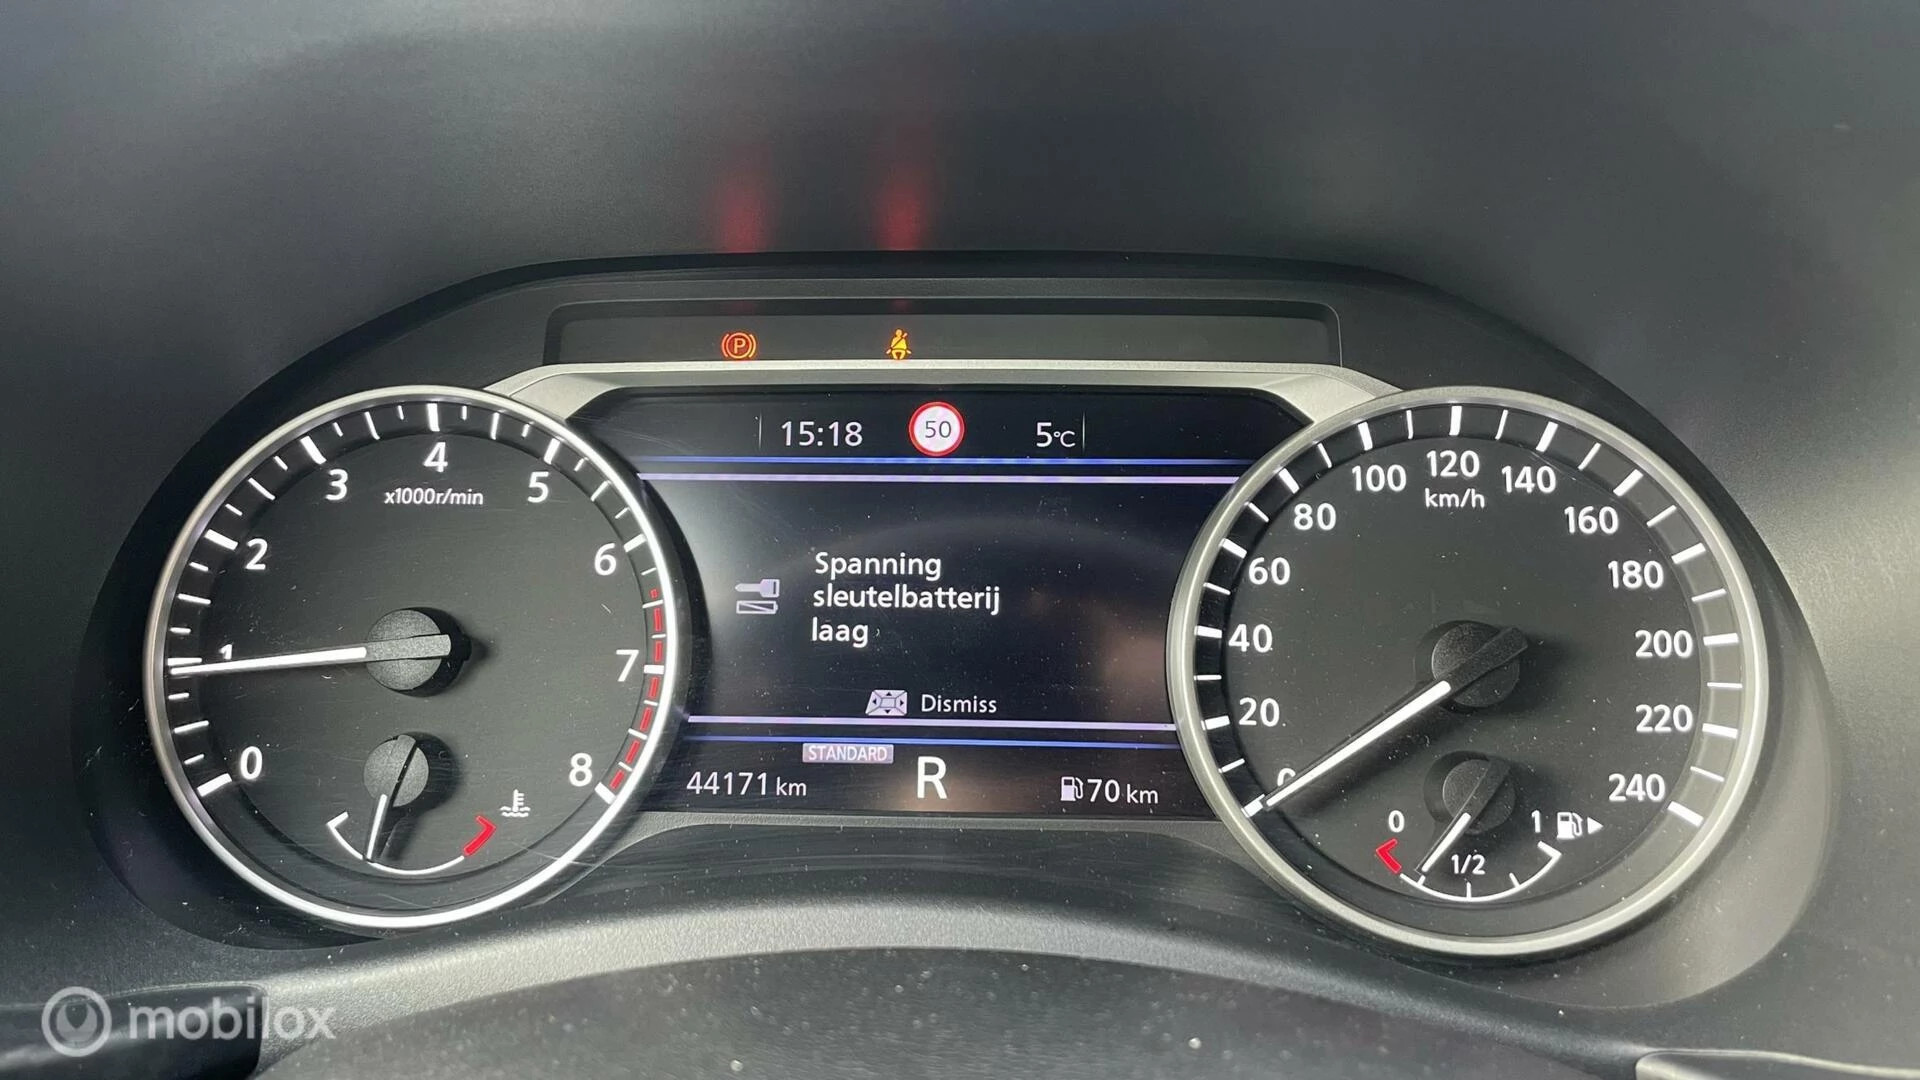 P
15:18 50 5°C
Spanning
sleutelbatterij
laag
Dismiss
STANDARD
44171 km R 70 km
0 1 2 3 4 5 6 7 8
x1000r/min
0 20 40 60 80 100 120 140 160 180 200 220 240
km/h
0 1/2 1
mobilox